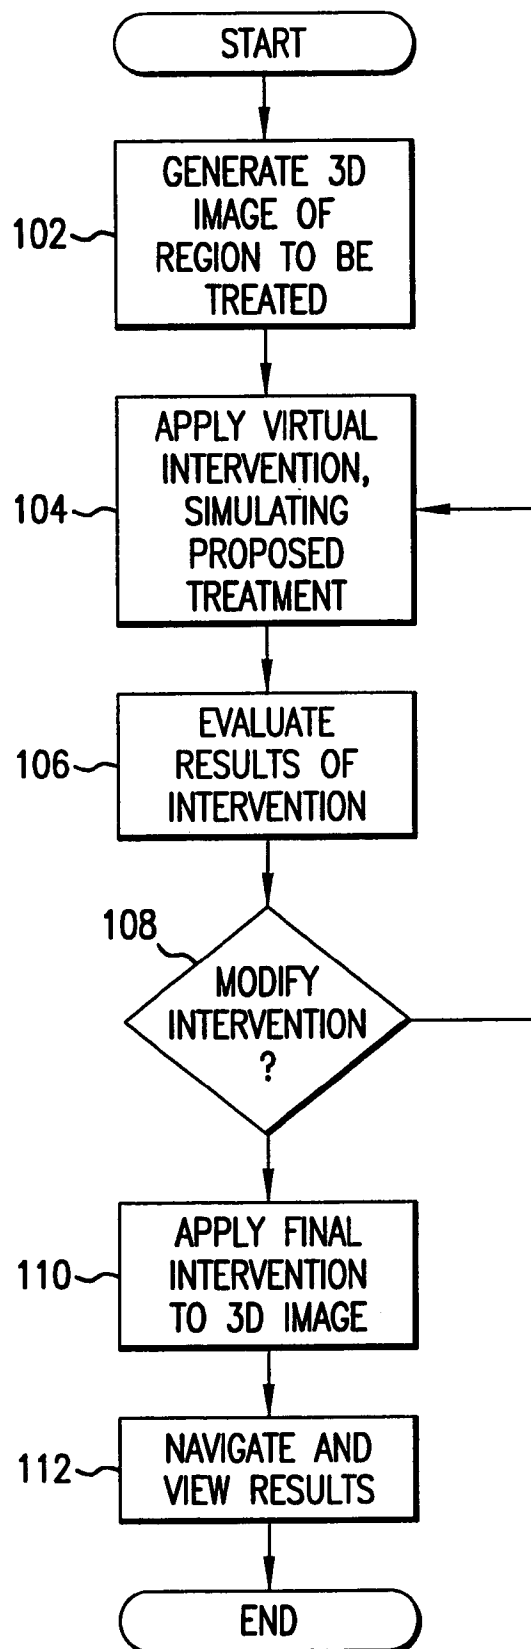 START
GENERATE 3D
IMAGE OF
REGION TO BE
TREATED
102
APPLY VIRTUAL
INTERVENTION,
SIMULATING
PROPOSED
TREATMENT
104
EVALUATE
RESULTS OF
INTERVENTION
106
108
MODIFY
INTERVENTION
?
APPLY FINAL
INTERVENTION
TO 3D IMAGE
110
NAVIGATE AND
VIEW RESULTS
112
END